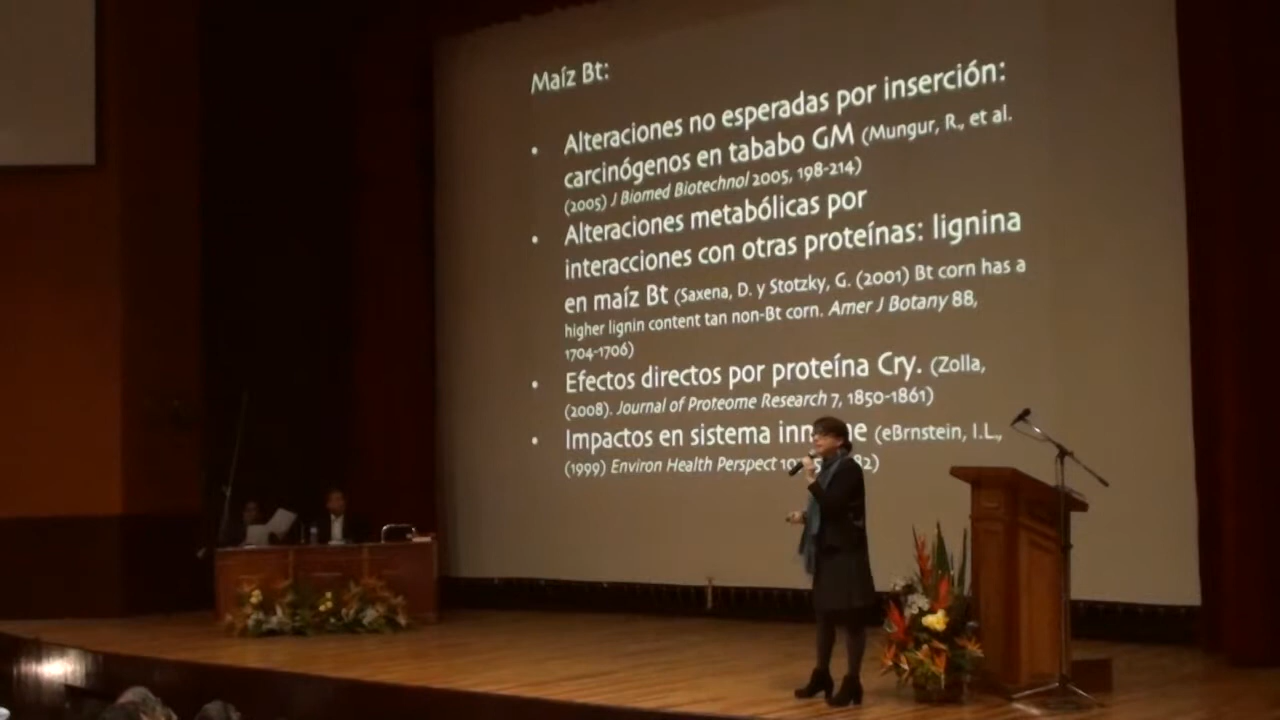 Maíz Bt:
• Alteraciones no esperadas por inserción:
carcinógenos en tababo GM (Mungur, R., et al.
(2005) J Biomed Biotechnol 2005, 198-214)
• Alteraciones metabólicas por
interacciones con otras proteínas: lignina
en maíz Bt (Saxena, D. y Stotzky, G. (2001) Bt corn has a
higher lignin content tan non-Bt corn. Amer J Botany 88,
1704-1706)
• Efectos directos por proteína Cry. (Zolla,
(2008). Journal of Proteome Research 7, 1850-1861)
• Impactos en sistema (eBrnstein, I.L.,
(1999) Environ Health Perspect